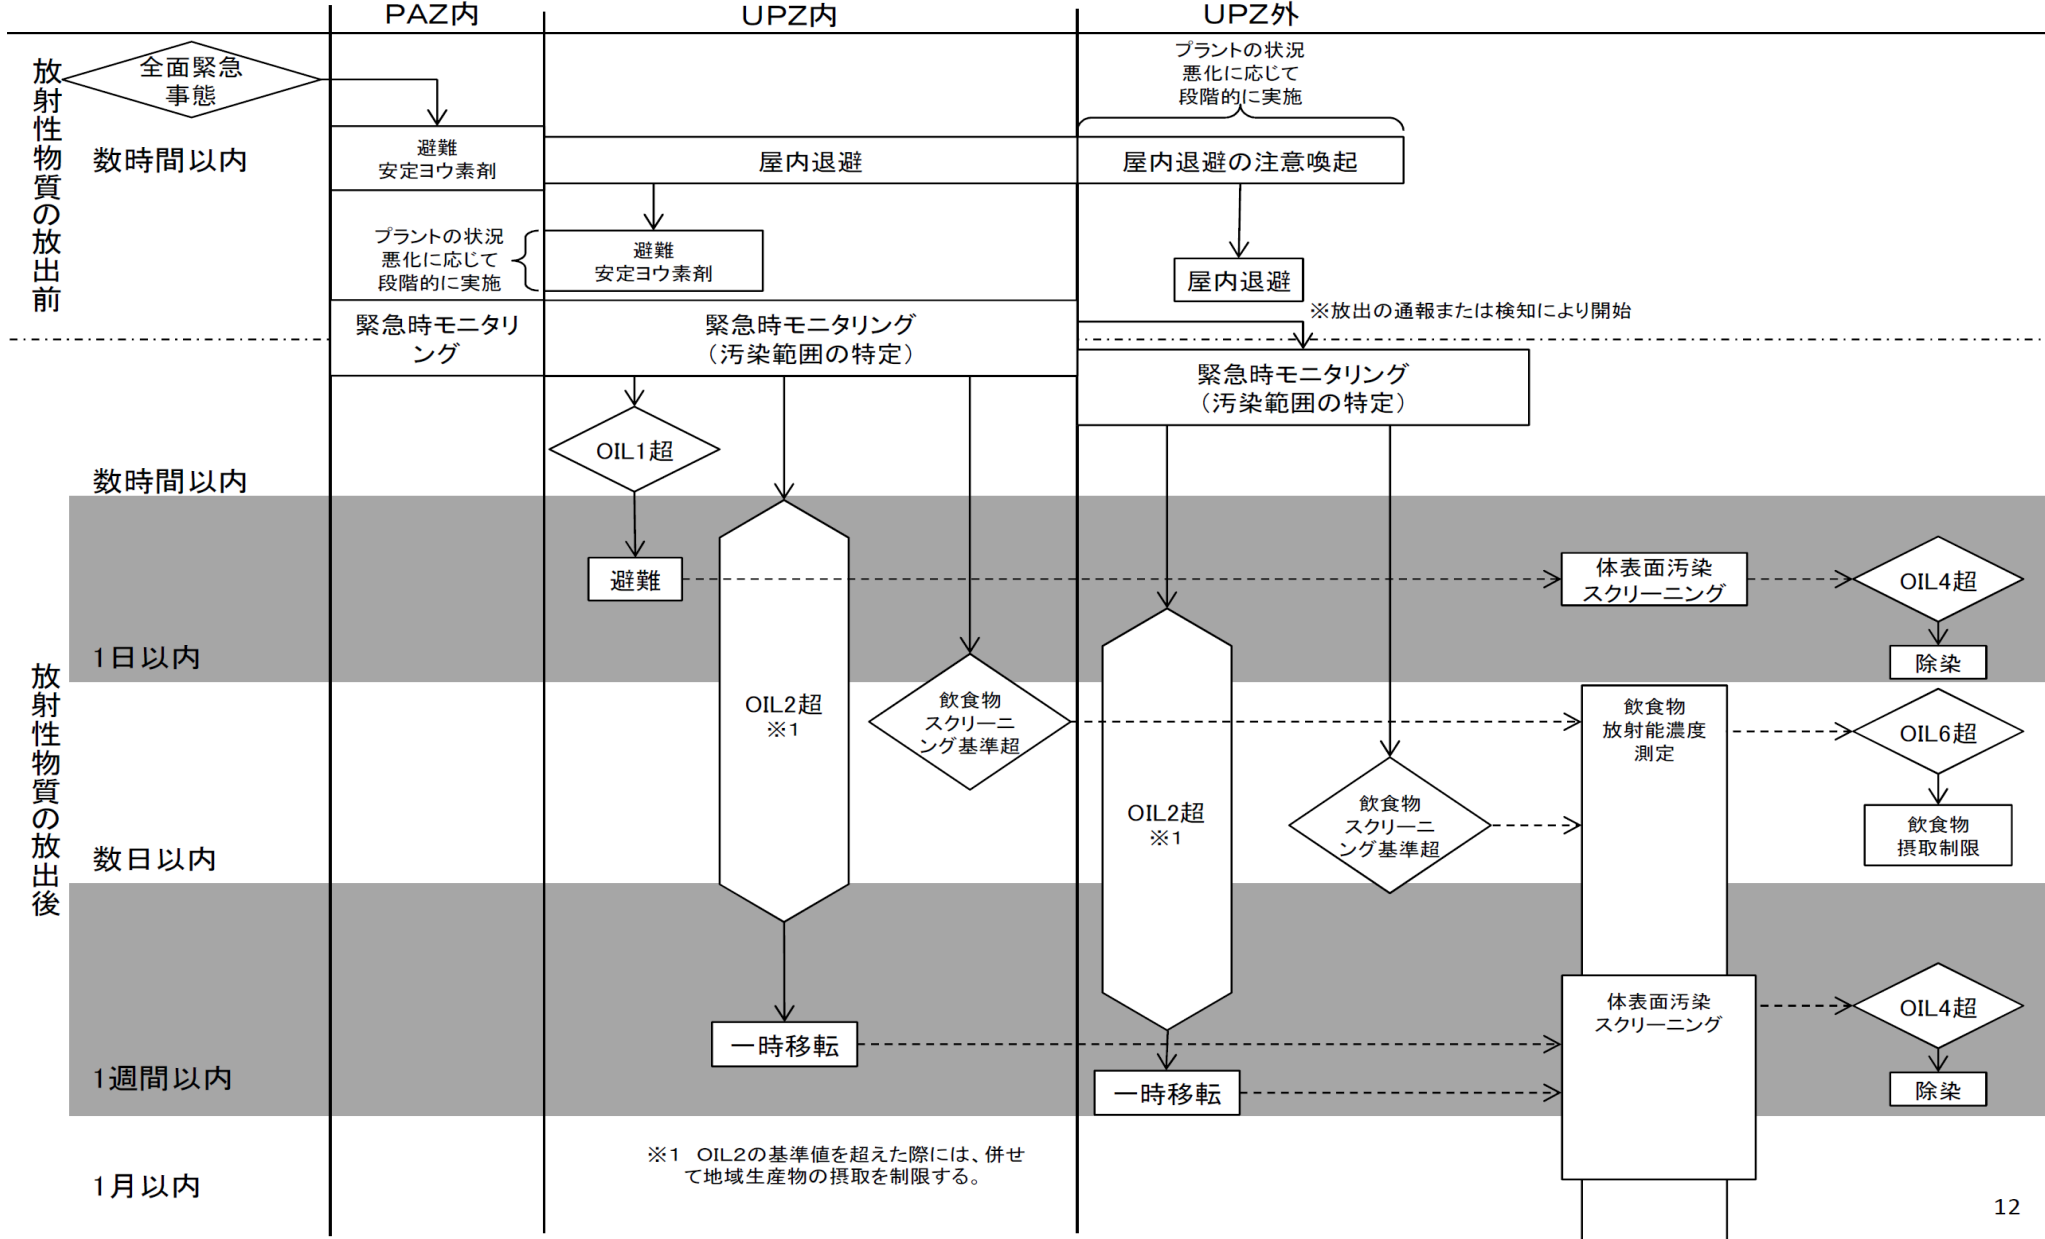 PAZ内
UPZ内
UPZ外
放射性物質の放出前
全面緊急
事態
プラントの状況
悪化に応じて
段階的に実施
数時間以内
避難
安定ヨウ素剤
屋内退避
屋内退避の注意喚起
プラントの状況
悪化に応じて
段階的に実施
避難
安定ヨウ素剤
屋内退避
※放出の通報または検知により開始
緊急時モニタリ
ング
緊急時モニタリング
（汚染範囲の特定）
緊急時モニタリング
（汚染範囲の特定）
放射性物質の放出後
数時間以内
OIL1超
避難
体表面汚染
スクリーニング
OIL4超
除染
1日以内
OIL2超
※1
飲食物
スクリーニ
ング基準超
飲食物
放射能濃度
測定
OIL6超
OIL2超
※1
飲食物
スクリーニ
ング基準超
飲食物
摂取制限
数日以内
体表面汚染
スクリーニング
OIL4超
一時移転
一時移転
除染
1週間以内
※1　OIL2の基準値を超えた際には、併せ
て地域生産物の摂取を制限する。
1月以内
12